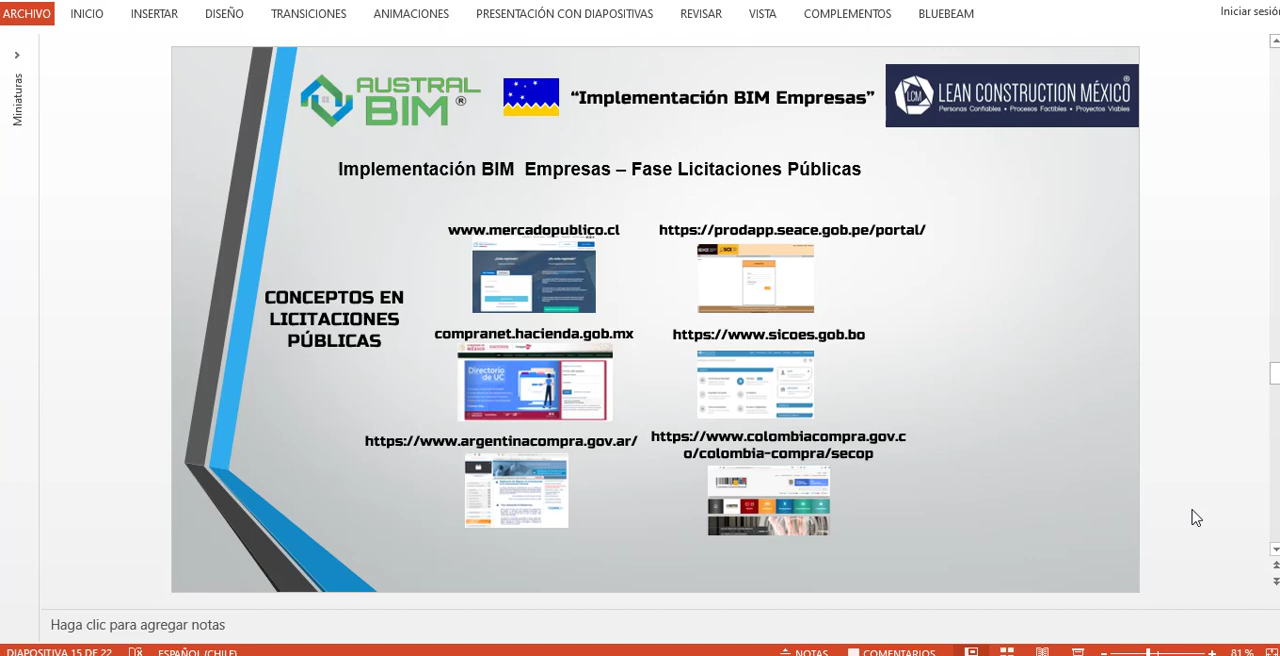 ARCHIVO INICIO INSERTAR DISEÑO TRANSICIONES ANIMACIONES PRESENTACIÓN CON DIAPOSITIVAS REVISAR VISTA COMPLEMENTOS BLUEBEAM Iniciar sesión
Miniaturas
AUSTRAL
BIM®
“Implementación BIM Empresas”
LCM
LEAN CONSTRUCTION MÉXICO®
Personas Confiables • Procesos Factibles • Proyectos Viables
Implementación BIM Empresas – Fase Licitaciones Públicas
CONCEPTOS EN
LICITACIONES
PÚBLICAS
www.mercadopublico.cl
https://prodapp.seace.gob.pe/portal/
compranet.hacienda.gob.mx
Directorio
de UC
https://www.sicoes.gob.bo
https://www.argentinacompra.gov.ar/
https://www.colombiacompra.gov.c
o/colombia-compra/secop
Haga clic para agregar notas
DIAPOSITIVA 15 DE 22 ESPAÑOL (CHILE) NOTAS COMENTARIOS 81 %